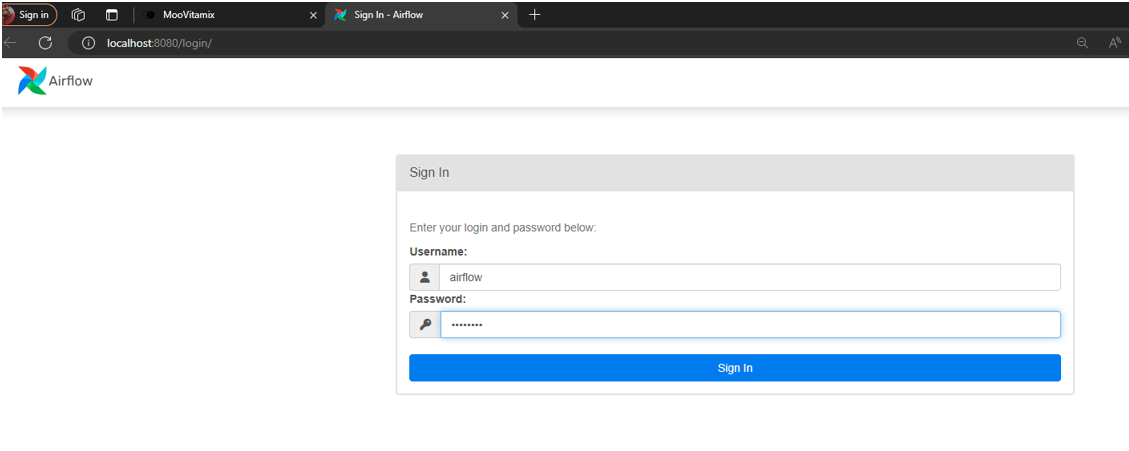 Sign in
MooVitamix
Sign In - Airflow
localhost:8080/login/
Airflow
Sign In
Enter your login and password below:
Username:
airflow
Password:
••••••••
Sign In